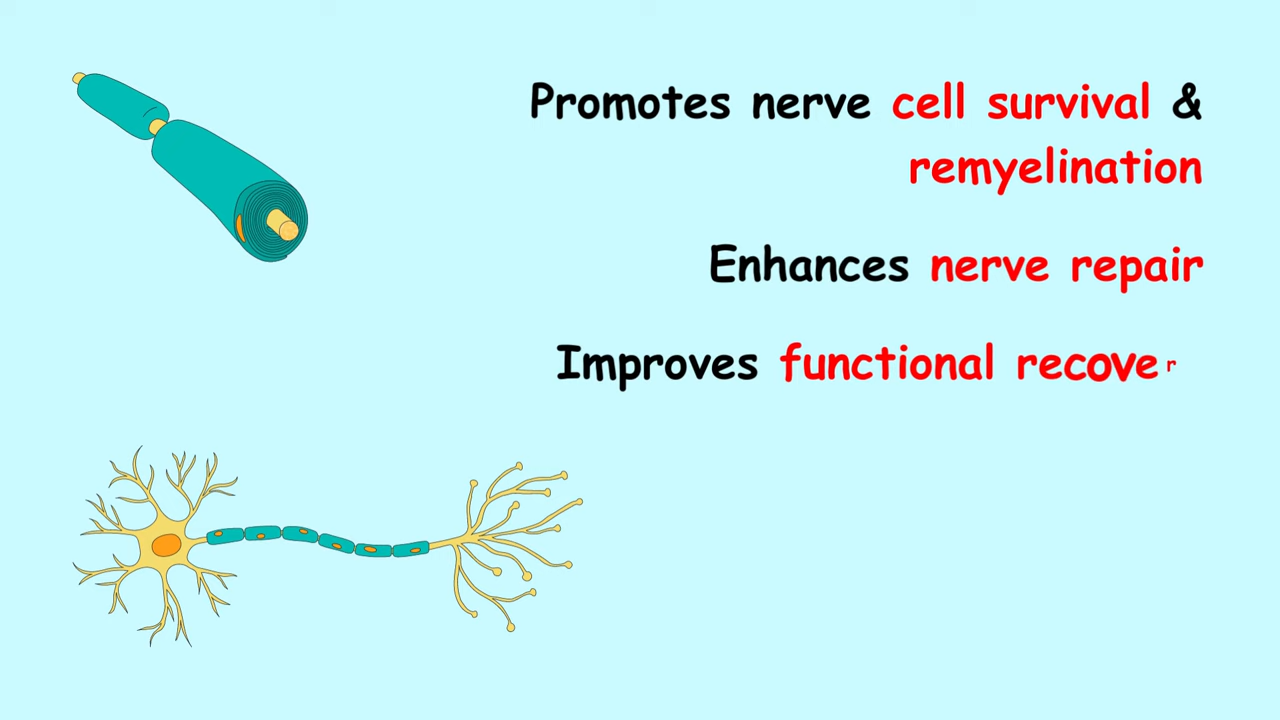 Promotes nerve cell survival &
remyelination
Enhances nerve repair
Improves functional recover